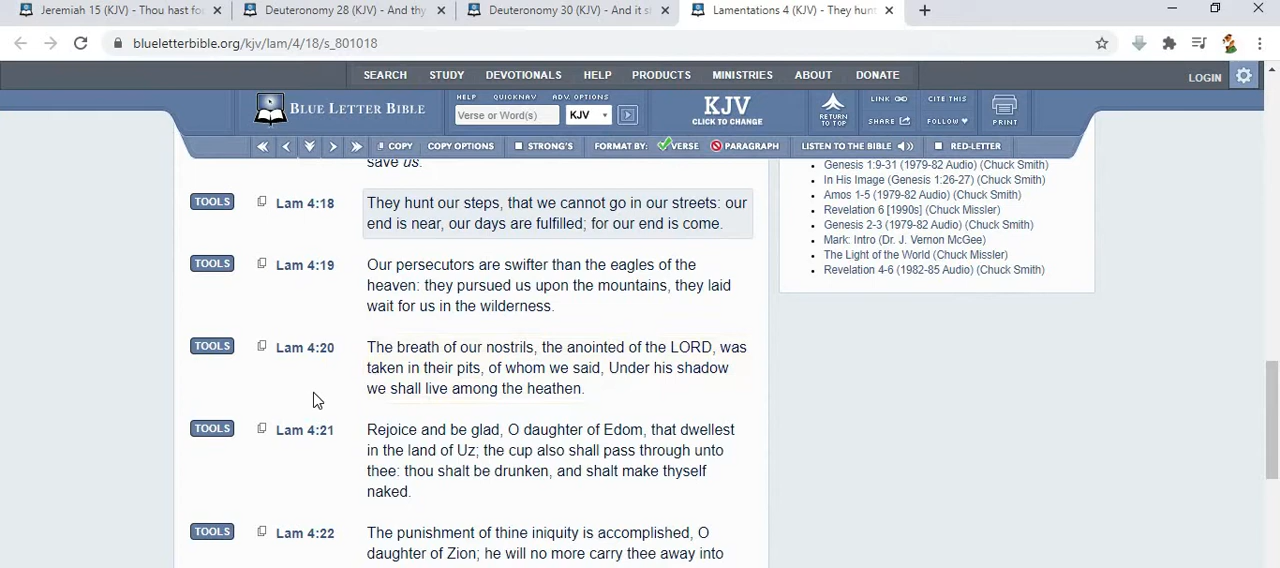 Jeremiah 15 (KJV) - Thou hast fo
Deuteronomy 28 (KJV) - And thy
Deuteronomy 30 (KJV) - And it s
Lamentations 4 (KJV) - They hun
blueletterbible.org/kjv/lam/4/18/s_801018
SEARCH STUDY DEVOTIONALS HELP PRODUCTS MINISTRIES ABOUT DONATE LOGIN
BLUE LETTER BIBLE
HELP QUICKNAV ADV. OPTIONS
Verse or Word(s) KJV
KJV
CLICK TO CHANGE
RETURN TO TOP
LINK CITE THIS
SHARE FOLLOW PRINT
COPY COPY OPTIONS STRONG'S FORMAT BY: VERSE PARAGRAPH LISTEN TO THE BIBLE RED-LETTER
save us.
TOOLS Lam 4:18 They hunt our steps, that we cannot go in our streets: our
end is near, our days are fulfilled; for our end is come.
TOOLS Lam 4:19 Our persecutors are swifter than the eagles of the
heaven: they pursued us upon the mountains, they laid
wait for us in the wilderness.
TOOLS Lam 4:20 The breath of our nostrils, the anointed of the LORD, was
taken in their pits, of whom we said, Under his shadow
we shall live among the heathen.
TOOLS Lam 4:21 Rejoice and be glad, O daughter of Edom, that dwellest
in the land of Uz; the cup also shall pass through unto
thee: thou shalt be drunken, and shalt make thyself
naked.
TOOLS Lam 4:22 The punishment of thine iniquity is accomplished, O
daughter of Zion; he will no more carry thee away into
Genesis 1:9-31 (1979-82 Audio) (Chuck Smith)
In His Image (Genesis 1:26-27) (Chuck Smith)
Amos 1-5 (1979-82 Audio) (Chuck Smith)
Revelation 6 [1990s] (Chuck Missler)
Genesis 2-3 (1979-82 Audio) (Chuck Smith)
Mark: Intro (Dr. J. Vernon McGee)
The Light of the World (Chuck Missler)
Revelation 4-6 (1982-85 Audio) (Chuck Smith)